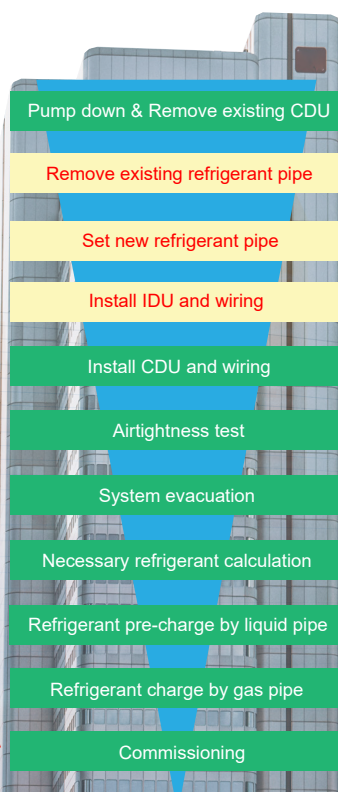 Pump down & Remove existing CDU
Remove existing refrigerant pipe
Set new refrigerant pipe
Install IDU and wiring
Install CDU and wiring
Airtightness test
System evacuation
Necessary refrigerant calculation
Refrigerant pre-charge by liquid pipe
Refrigerant charge by gas pipe
Commissioning